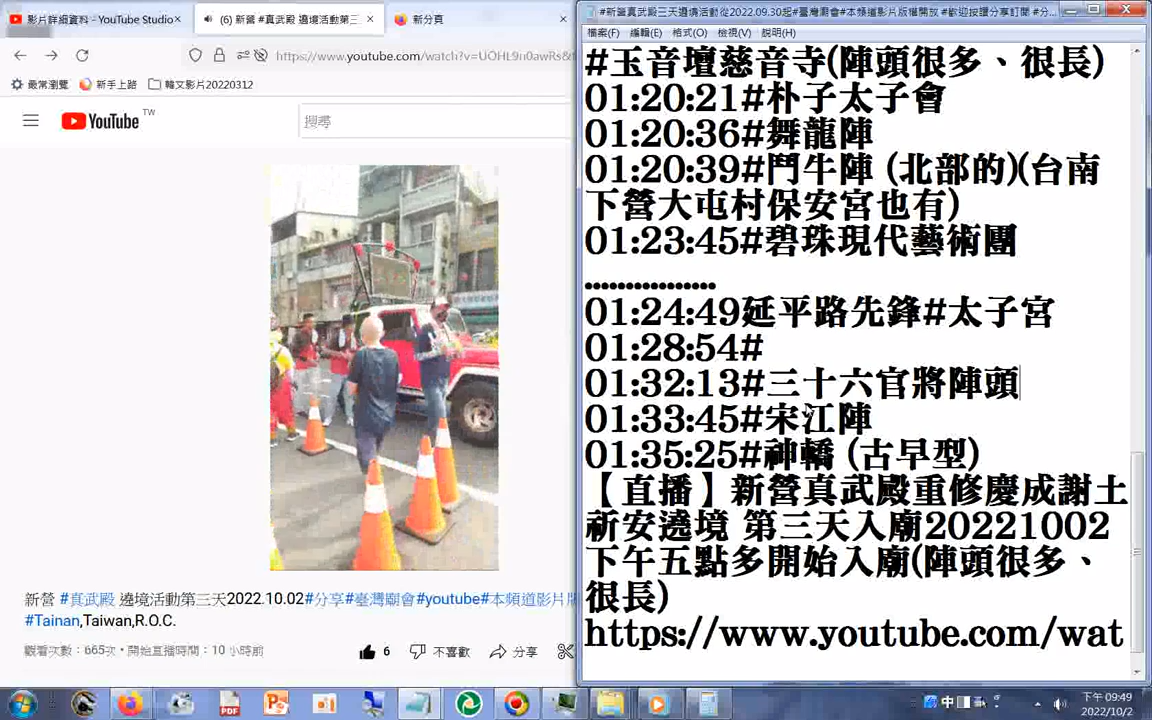 影片詳細資料 - YouTube Studio
(6) 新營 #真武殿 遶境活動第三
新分頁
https://www.youtube.com/watch?v=UOHL9n0awRs&t
最常瀏覽
新手上路
韓文影片20220312
YouTube TW
搜尋
新營 #真武殿 遶境活動第三天2022.10.02#分享#臺灣廟會#youtube#本頻道影片版
#Tainan,Taiwan,R.O.C.
觀看次數：665次 • 開始直播時間：10 小時前
6
不喜歡
分享
#新營真武殿三天遶境活動從2022.09.30起#臺灣廟會#本頻道影片版權開放 #歡迎按讚分享訂閱 #分...
檔案(F) 編輯(E) 格式(O) 檢視(V) 說明(H)
#玉音壇慈音寺(陣頭很多、很長)
01:20:21#朴子太子會
01:20:36#舞龍陣
01:20:39#鬥牛陣 (北部的)(台南
下營大屯村保安宮也有)
01:23:45#碧珠現代藝術團
................
01:24:49延平路先鋒#太子宮
01:28:54#
01:32:13#三十六官將陣頭
01:33:45#宋江陣
01:35:25#神轎 (古早型)
【直播】新營真武殿重修慶成謝土
祈安遶境 第三天入廟20221002
下午五點多開始入廟(陣頭很多、
很長)
https://www.youtube.com/wat
中
下午 09:49
2022/10/2